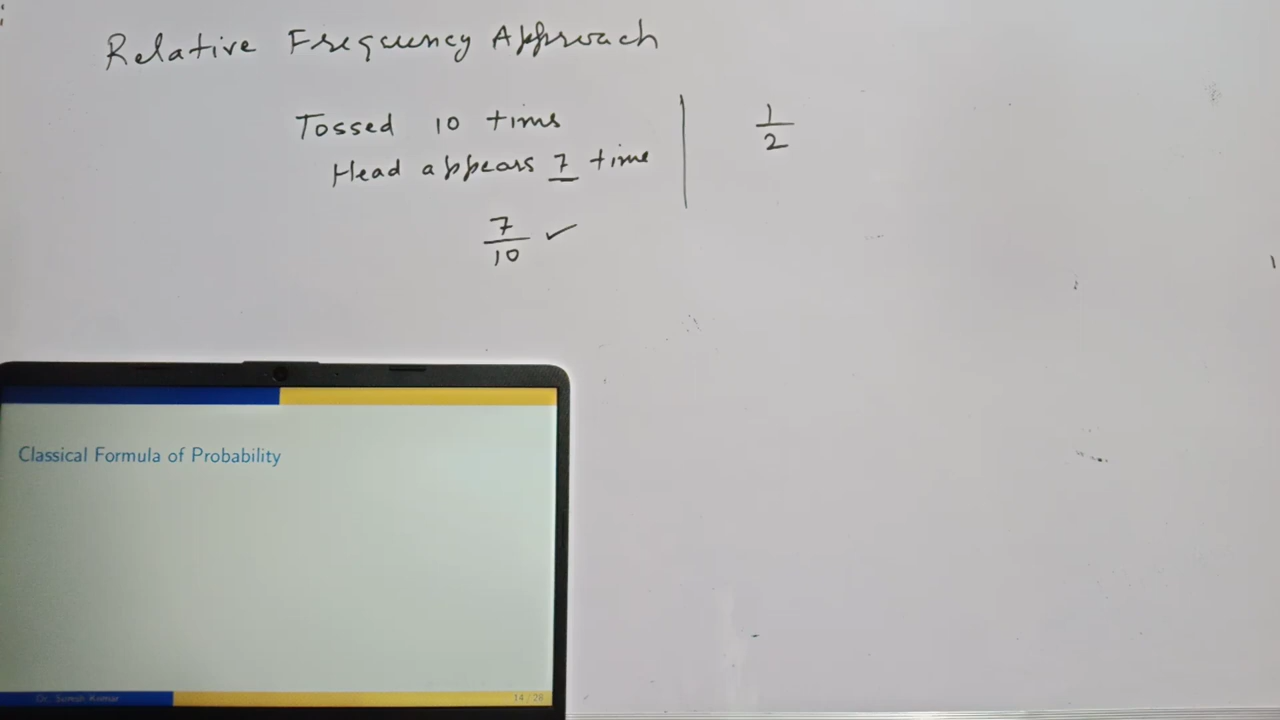 Relative Frequency Approach
Tossed 10 times
Head appears 7 time
7/10 ✓
1/2
Classical Formula of Probability
14 / 26